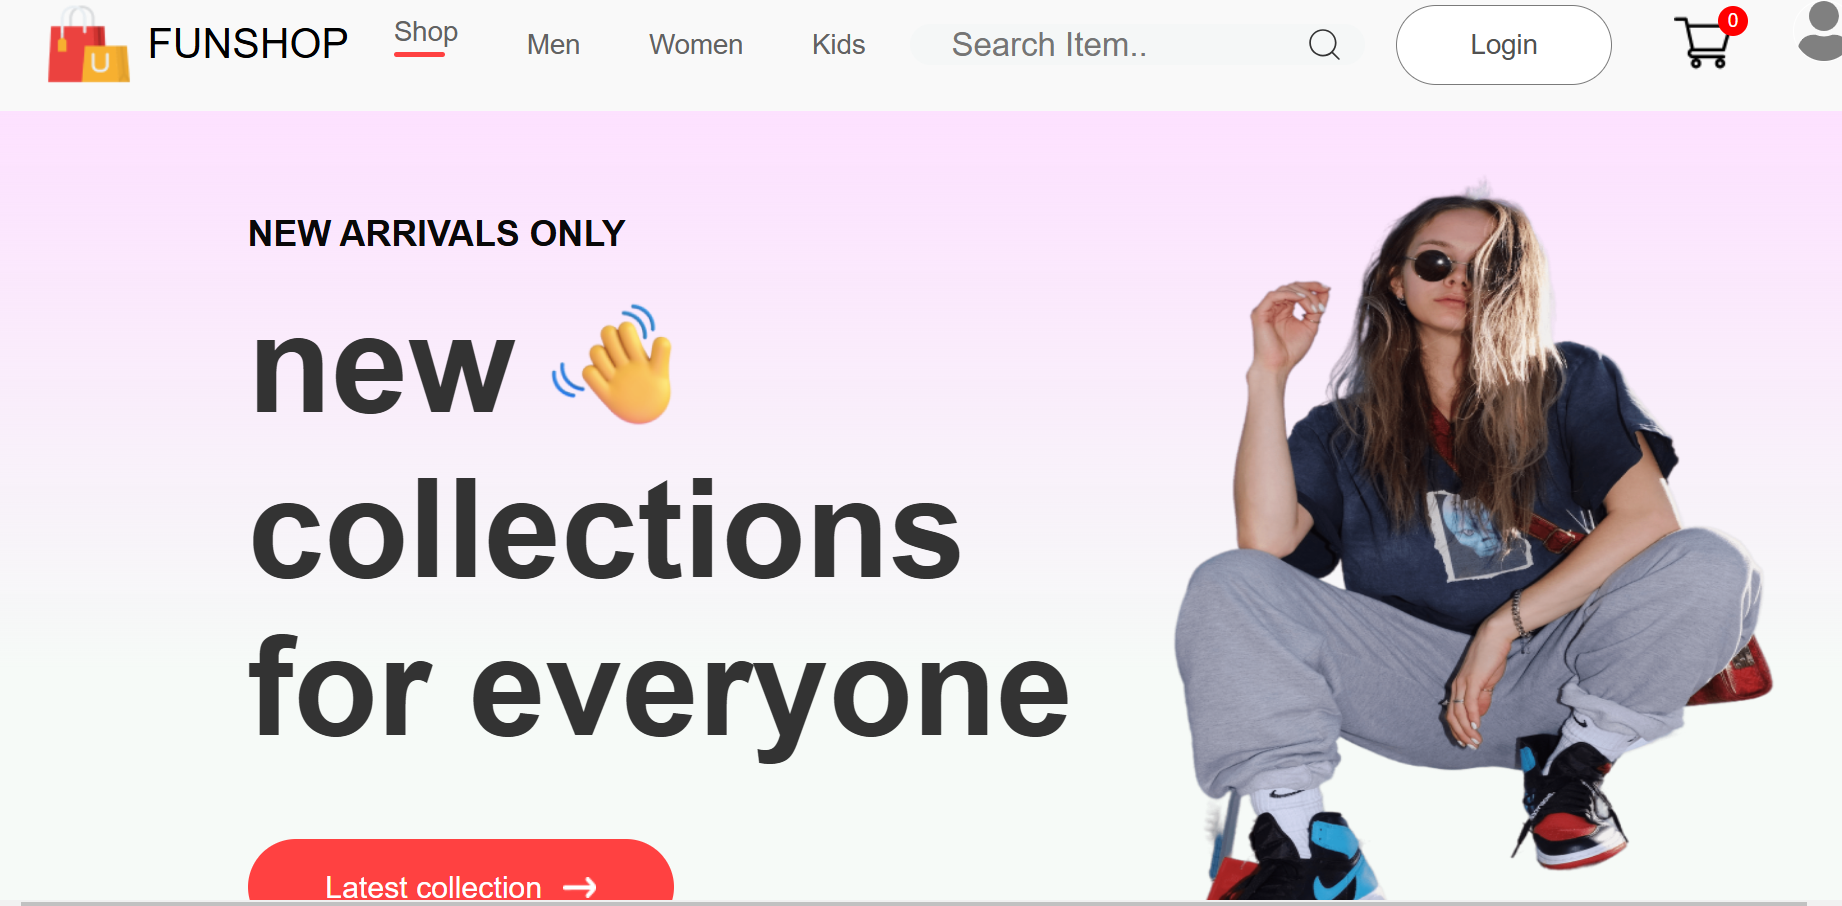 FUNSHOP
Shop
Men
Women
Kids
Search Item..
Login
0
NEW ARRIVALS ONLY
new
collections
for everyone
Latest collection
U